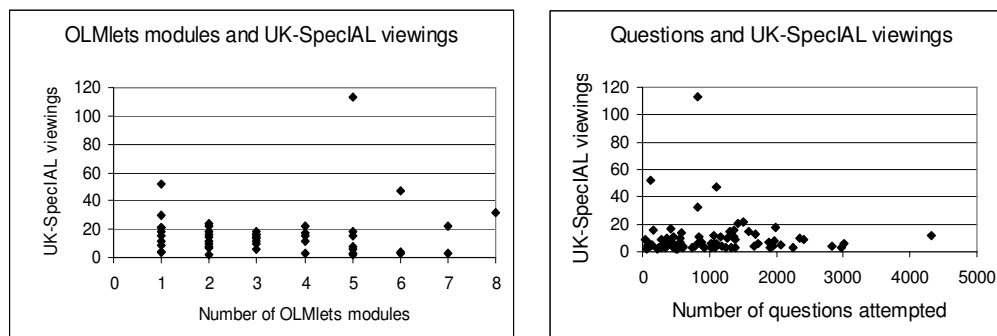 OLMlets modules and UK-SpecIAL viewings
UK-SpecIAL viewings
120
100
80
60
40
20
0
0 1 2 3 4 5 6 7 8
Number of OLMlets modules
Questions and UK-SpecIAL viewings
UK-SpecIAL viewings
120
100
80
60
40
20
0
0 1000 2000 3000 4000 5000
Number of questions attempted